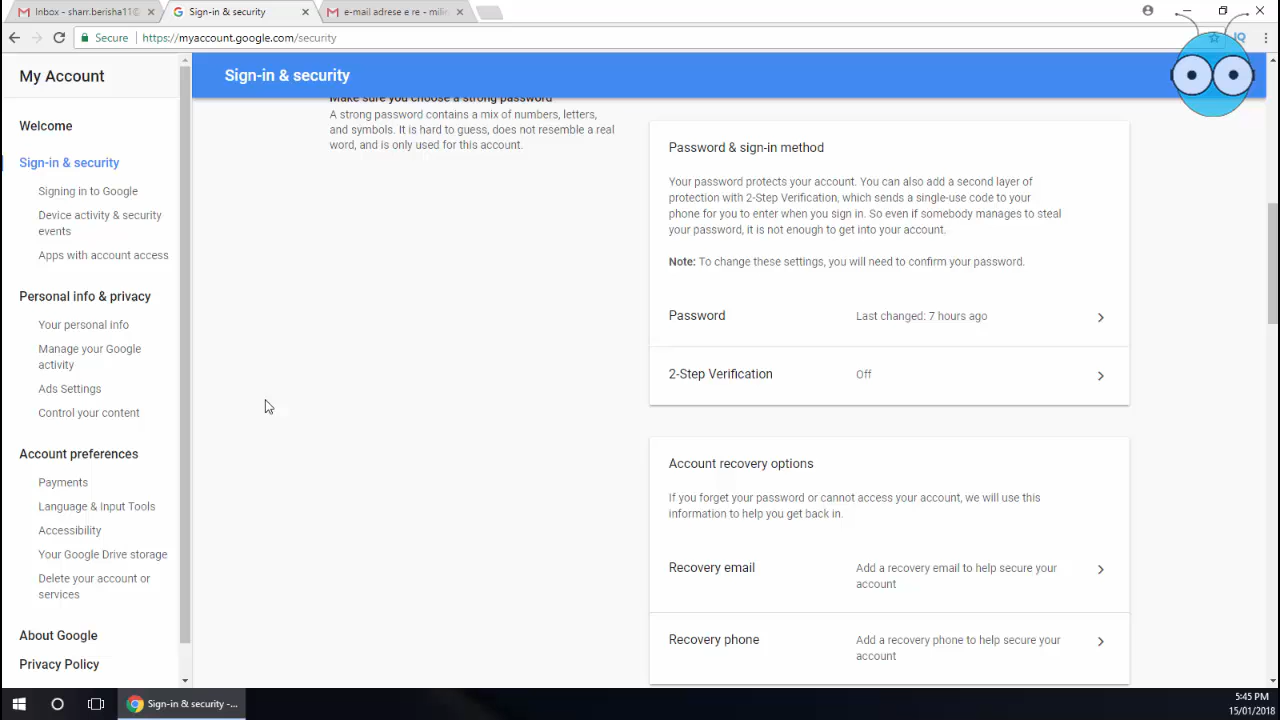 Inbox - sharr.berisha11@
Sign-in & security
e-mail adrese e re - milic
Secure
https://myaccount.google.com/security
IQ
My Account
Sign-in & security
Welcome
Sign-in & security
Signing in to Google
Device activity & security
events
Apps with account access
Personal info & privacy
Your personal info
Manage your Google
activity
Ads Settings
Control your content
Account preferences
Payments
Language & Input Tools
Accessibility
Your Google Drive storage
Delete your account or
services
About Google
Privacy Policy
Make sure you choose a strong password
A strong password contains a mix of numbers, letters,
and symbols. It is hard to guess, does not resemble a real
word, and is only used for this account.
Password & sign-in method
Your password protects your account. You can also add a second layer of
protection with 2-Step Verification, which sends a single-use code to your
phone for you to enter when you sign in. So even if somebody manages to steal
your password, it is not enough to get into your account.
Note: To change these settings, you will need to confirm your password.
Password
Last changed: 7 hours ago
2-Step Verification
Off
Account recovery options
If you forget your password or cannot access your account, we will use this
information to help you get back in.
Recovery email
Add a recovery email to help secure your
account
Recovery phone
Add a recovery phone to help secure your
account
Sign-in & security -...
5:45 PM
15/01/2018